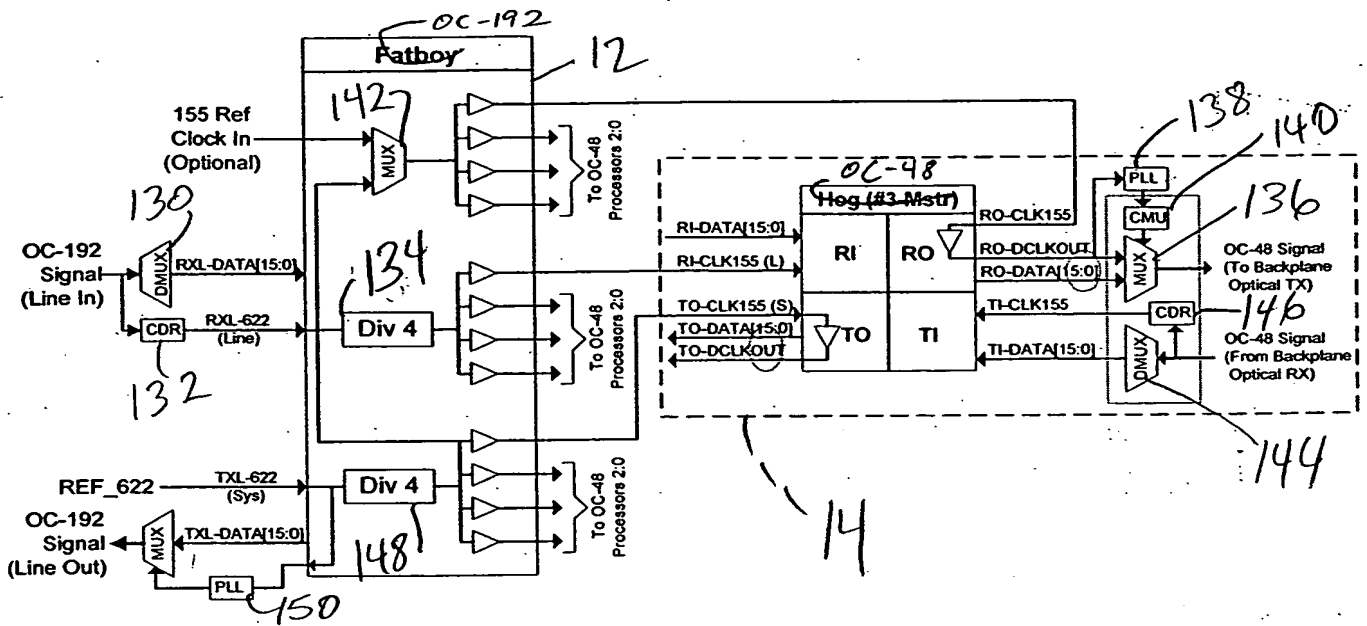 OC-192
Fatboy
12
142
155 Ref
Clock In
(Optional)
MUX
To OC-48
Processors 2:0
138
140
OC-48
Hog (#3 Mstr)
PLL
CMU
136
130
OC-192
Signal
(Line In)
DMUX
RXL-DATA[15:0]
134
RI-DATA[15:0]
RI
RO
RO-CLK155
RO-DCLKOUT
RO-DATA[15:0]
MUX
OC-48 Signal
(To Backplane
Optical TX)
RI-CLK155 (L)
CDR
RXL-622
(Line)
Div 4
To OC-48
Processors 2:0
TO-CLK155 (S)
TO-DATA[15:0]
TO-DCLKOUT
TO
TI
TI-CLK155
TI-DATA[15:0]
CDR
146
DMUX
OC-48 Signal
(From Backplane
Optical RX)
132
144
REF_622
TXL-622
(Sys)
Div 4
To OC-48
Processors 2:0
14
OC-192
Signal
(Line Out)
MUX
TXL-DATA[15:0]
148
PLL
150